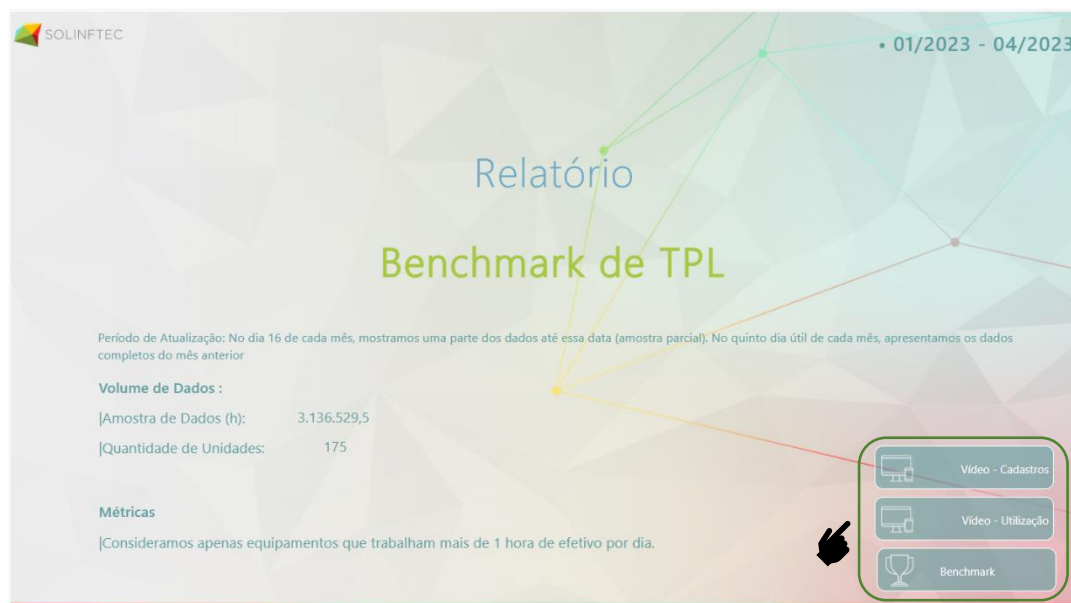 SOLINFTEC
• 01/2023 - 04/2023
Relatório
Benchmark de TPL
Período de Atualização: No dia 16 de cada mês, mostramos uma parte dos dados até essa data (amostra parcial). No quinto dia útil de cada mês, apresentamos os dados
completos do mês anterior
Volume de Dados :
|Amostra de Dados (h): 3.136.529,5
|Quantidade de Unidades: 175
Métricas
|Consideramos apenas equipamentos que trabalham mais de 1 hora de efetivo por dia.
Vídeo - Cadastros
Vídeo - Utilização
Benchmark